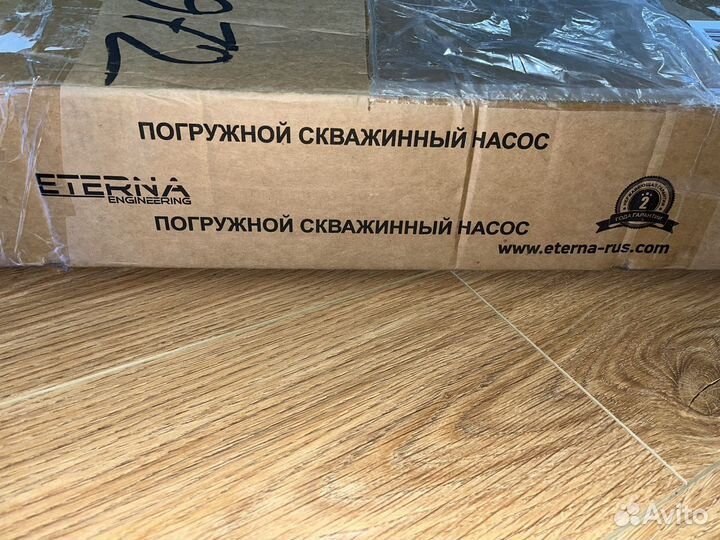 ПОГРУЖНОЙ СКВАЖИННЫЙ НАСОС
ETERNA
ENGINEERING
2
ГОДА ГАРАНТИИ
ПОГРУЖНОЙ СКВАЖИННЫЙ НАСОС
www.eterna-rus.com
Avito